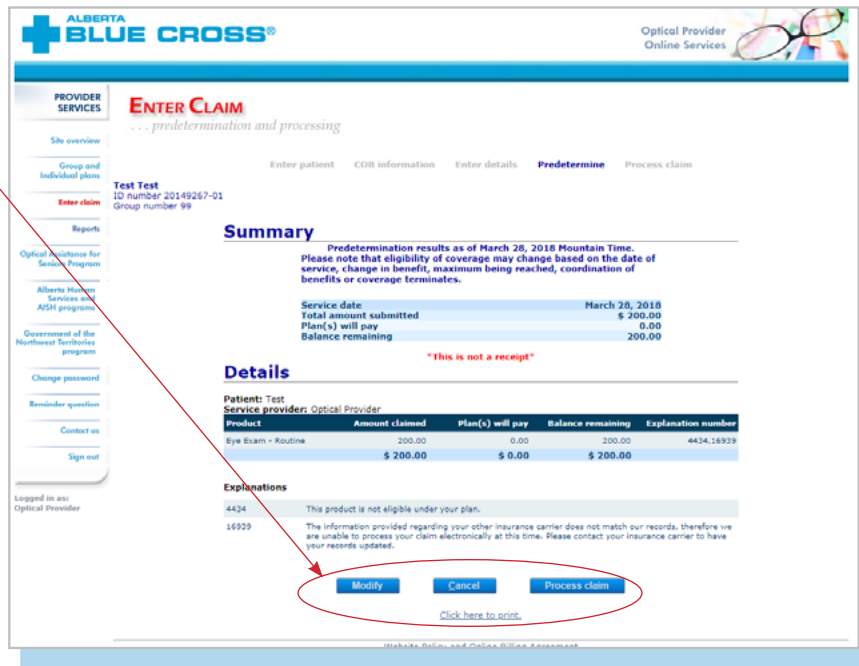 ALBERTA
BLUE CROSS®
Optical Provider
Online Services
PROVIDER
SERVICES
Site overview
Group and
Individual plans
Enter claim
Reports
Optical Assistance for
Seniors Program
Alberta Human
Services and
AISH programs
Government of the
Northwest Territories
program
Change password
Reminder question
Contact us
Sign out
Logged in as:
Optical Provider
ENTER CLAIM
. . . predetermination and processing
Enter patient COB information Enter details Predetermine Process claim
Test Test
ID number 20149267-01
Group number 99
Summary
Predetermination results as of March 28, 2018 Mountain Time.
Please note that eligibility of coverage may change based on the date of
service, change in benefit, maximum being reached, coordination of
benefits or coverage terminates.
Service date March 28, 2018
Total amount submitted $ 200.00
Plan(s) will pay 0.00
Balance remaining 200.00
*This is not a receipt*
Details
Patient: Test
Service provider: Optical Provider
Product Amount claimed Plan(s) will pay Balance remaining Explanation number
Eye Exam - Routine 200.00 0.00 200.00 4434,16939
$ 200.00 $ 0.00 $ 200.00
Explanations
4434 This product is not eligible under your plan.
16939 The information provided regarding your other insurance carrier does not match our records, therefore we
are unable to process your claim electronically at this time. Please contact your insurance carrier to have
your records updated.
Modify Cancel Process claim
Click here to print.
Website Policy and Online Billing Agreement